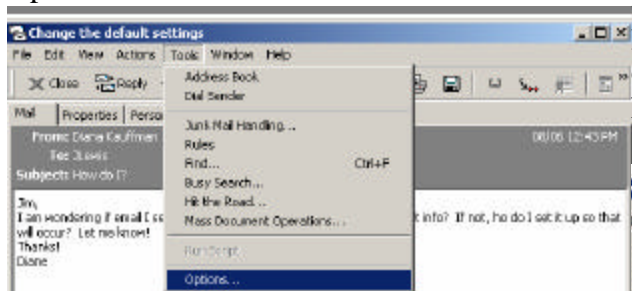 Change the default settings
File Edit View Actions Tools Window Help
Close Reply
Address Book
Dial Sender
Mail Properties Perso
Junk Mail Handling...
From: Diane Kauffman
08/06 12:43 PM
Rules
To: JLewis
Find... Ctrl+F
Subject: How do I?
Busy Search...
Hit the Road...
Jim,
I am wondering if email I se
Mass Document Operations...
t info? If not, ho do I set it up so that
will occur? Let me know!
Thanks!
Run Script
Diane
Options...